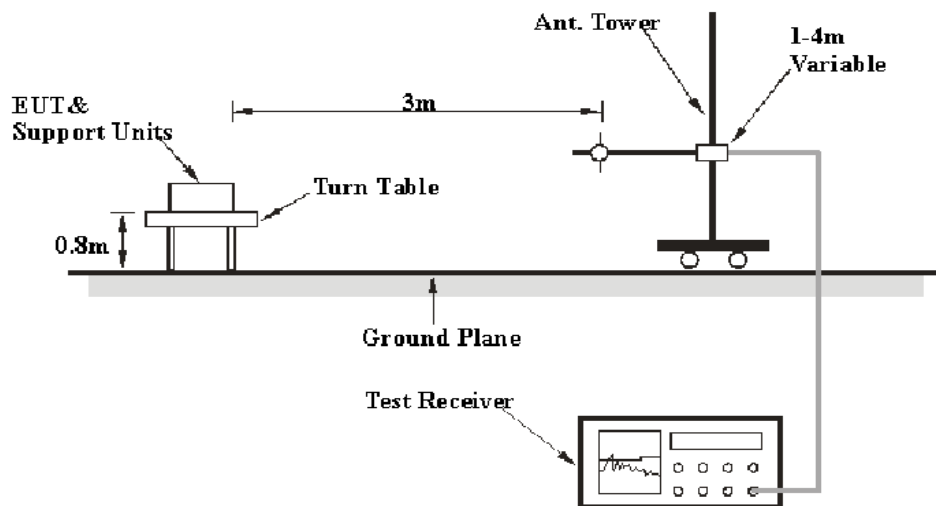 Ant. Tower
1-4m
Variable
3m
EUT&
Support Units
Turn Table
0.8m
Ground Plane
Test Receiver